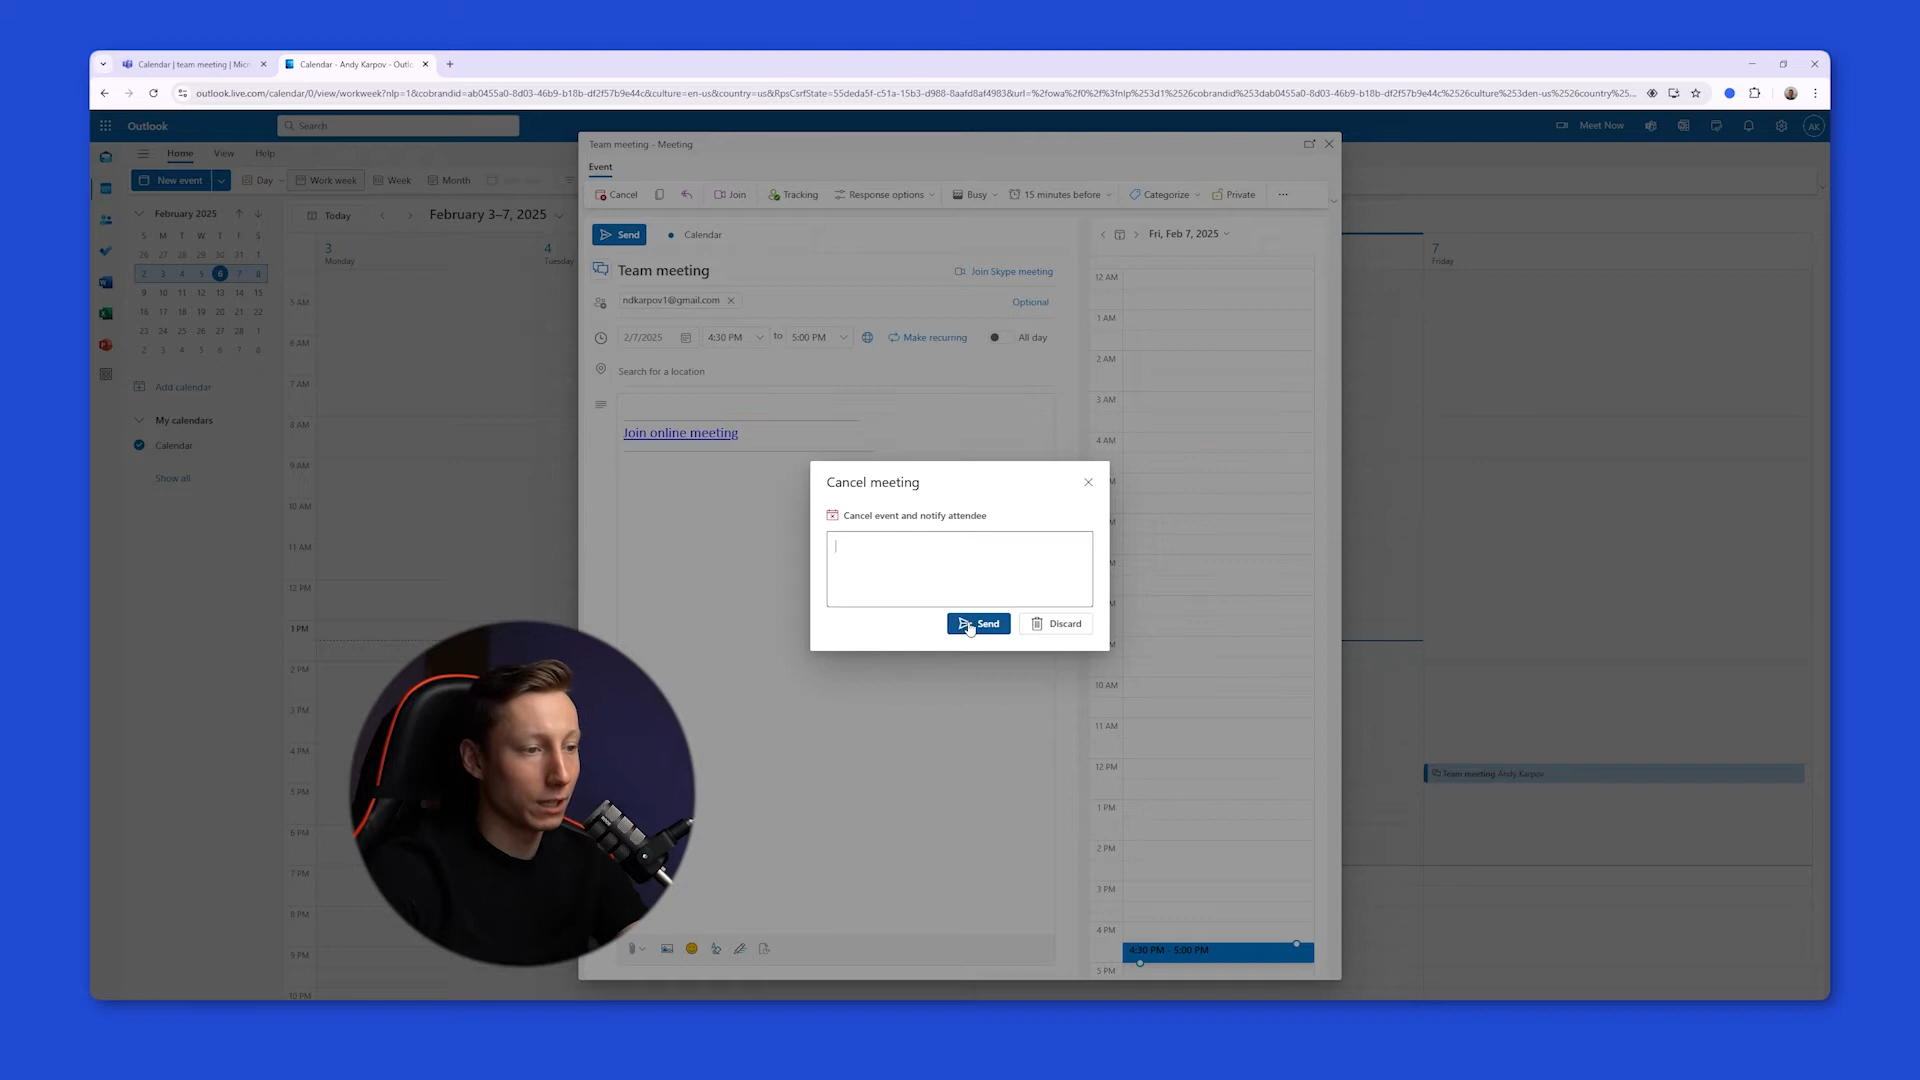 Calendar | team meeting | Micr
Calendar - Andy Karpov - Outlo
outlook.live.com/calendar/0/view/workweek?nlp=1&cobrandid=ab0455a0-8d03-46b9-b18b-df2f57b9e44c&culture=en-us&country=us&RpsCsrfState=55deda5f-c51a-15b3-d988-8aafd8af4983&url=%2fowa%2f0%2f%3fnlp%3d1%2526cobrandid%3dab0455a0-8d03-46b9-b18b-df2f57b9e44c%2526culture%253den-us%2526country%25...
Outlook
Search
Meet Now
AK
Home View Help
New event
Day
Work week
Week
Month
February 2025
S M T W T F S
26 27 28 29 30 31 1
2 3 4 5 6 7 8
9 10 11 12 13 14 15
16 17 18 19 20 21 22
23 24 25 26 27 28 1
2 3 4 5 6 7 8
Add calendar
My calendars
Calendar
Show all
Today
February 3–7, 2025
3
Monday
4
Tuesday
7
Friday
5 AM
6 AM
7 AM
8 AM
9 AM
10 AM
11 AM
12 PM
1 PM
2 PM
3 PM
4 PM
5 PM
6 PM
7 PM
8 PM
9 PM
10 PM
Team meeting - Meeting
Event
Cancel
Join
Tracking
Response options
Busy
15 minutes before
Categorize
Private
Send
Calendar
Team meeting
Join Skype meeting
ndkarpov1@gmail.com
Optional
2/7/2025
4:30 PM
to
5:00 PM
Make recurring
All day
Search for a location
Join online meeting
Cancel meeting
Cancel event and notify attendee
Send
Discard
Fri, Feb 7, 2025
12 AM
1 AM
2 AM
3 AM
4 AM
10 AM
11 AM
12 PM
1 PM
2 PM
3 PM
4 PM
4:30 PM - 5:00 PM
5 PM
Team meeting Andy Karpov